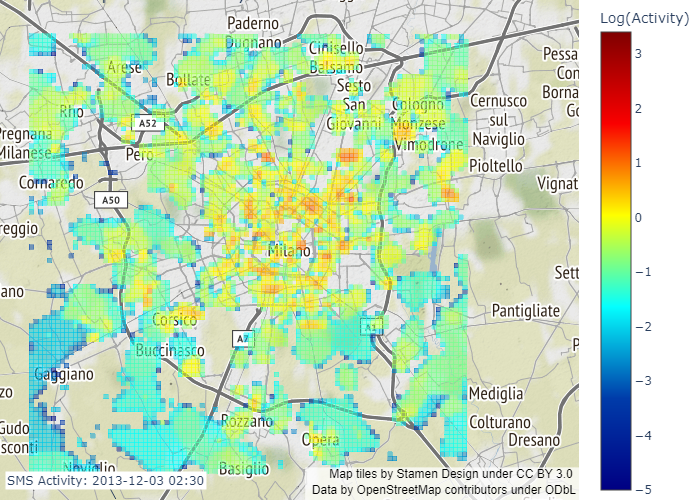 Log(Activity)
Paderno
Dugnano
Cinisello
Balsamo
Arese
Bollate
Sesto
San
Giovanni
Cologno
Monzese
Cernusco
sul
Naviglio
Pessa
Con
Borna
Go
Rho
A52
Pregnana
Milanese
Pero
Vimodrone
Pioltello
Cornaredo
Vignat
A50
reggio
Milano
Sett
ano
Pantigliate
Corsico
A7
A1
Buccinasco
P
Gaggiano
zo
Mediglia
Rozzano
Colturano
Gudo
sconti
Opera
Dresano
Noviglio
Basiglio
SMS Activity: 2013-12-03 02:30
Map tiles by Stamen Design under CC BY 3.0
Data by OpenStreetMap contributors under ODbL
3
2
1
0
−1
−2
−3
−4
−5